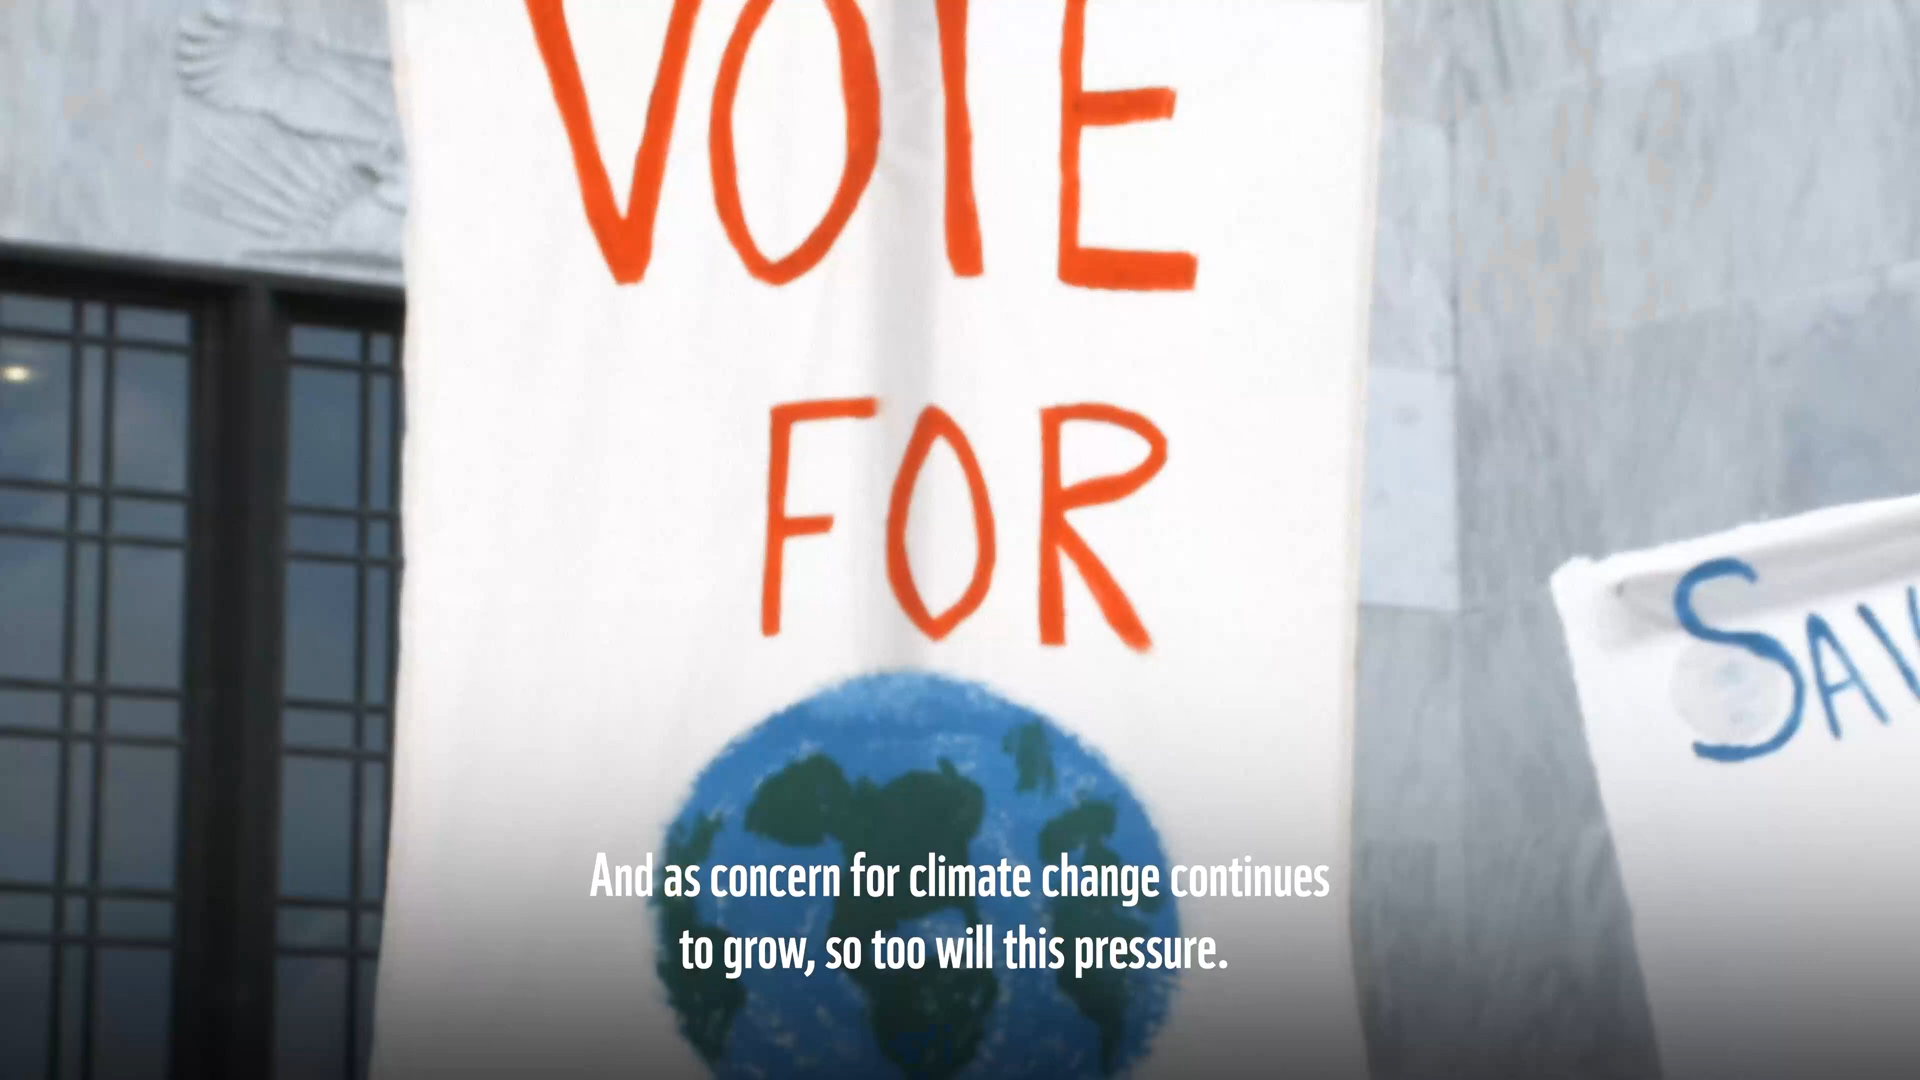 VOTE
FOR
And as concern for climate change continues
to grow, so too will this pressure.